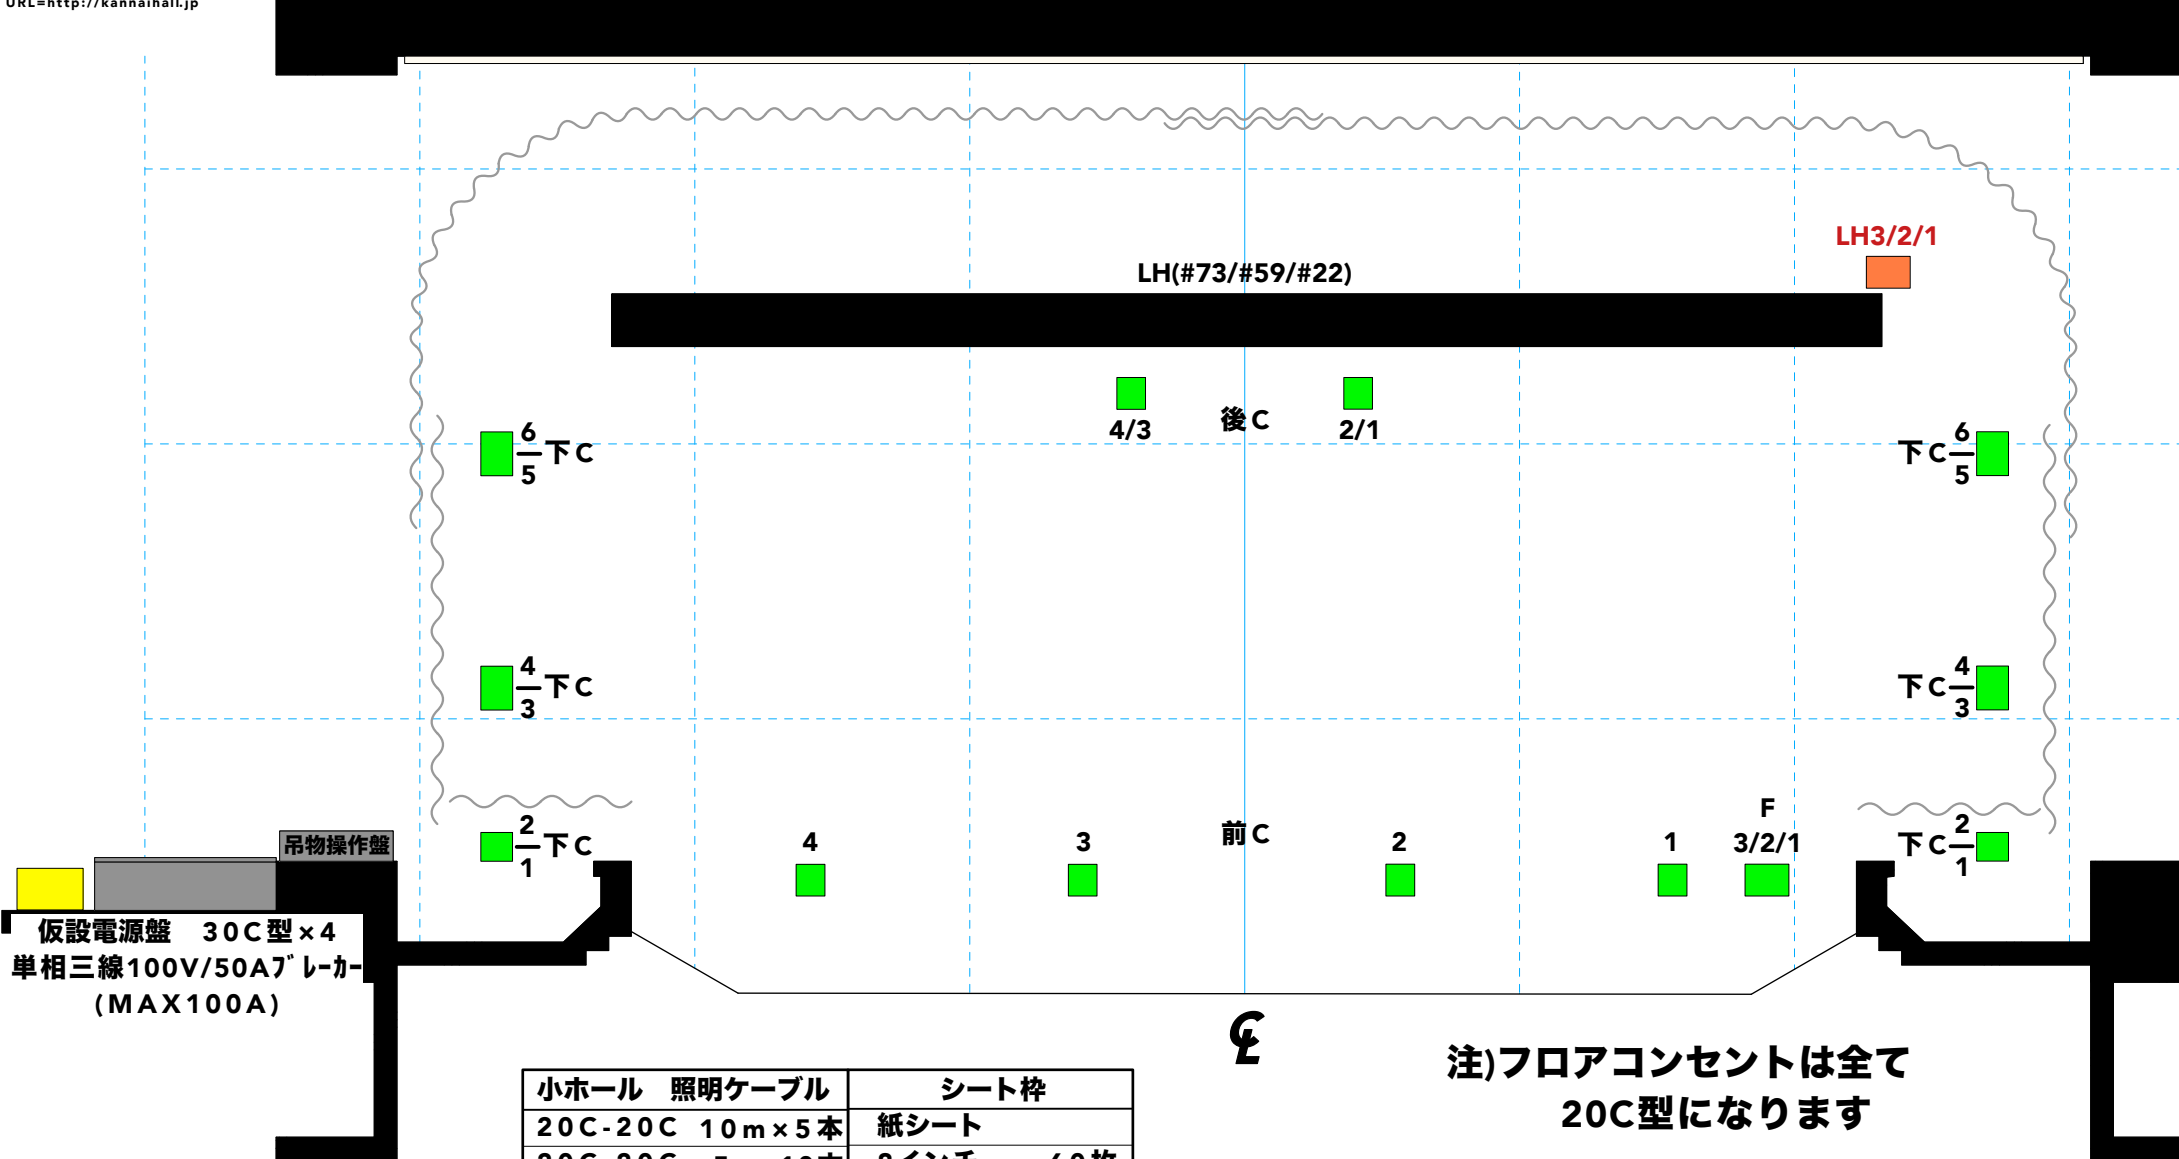 URL=http://kannaihall.jp
LH3/2/1
LH(#73/#59/#22)
4/3
後C
2/1
6
5
下C
下C
6
5
4
3
下C
下C
4
3
2
1
下C
4
3
前C
2
1
F
3/2/1
下C
2
1
吊物操作盤
仮設電源盤 30C型×4
単相三線100V/50Aﾌﾞﾚｰｶｰ
(MAX100A)
℄
注)フロアコンセントは全て
20C型になります
小ホール 照明ケーブル
シート枠
20C-20C 10m×5本
紙シート